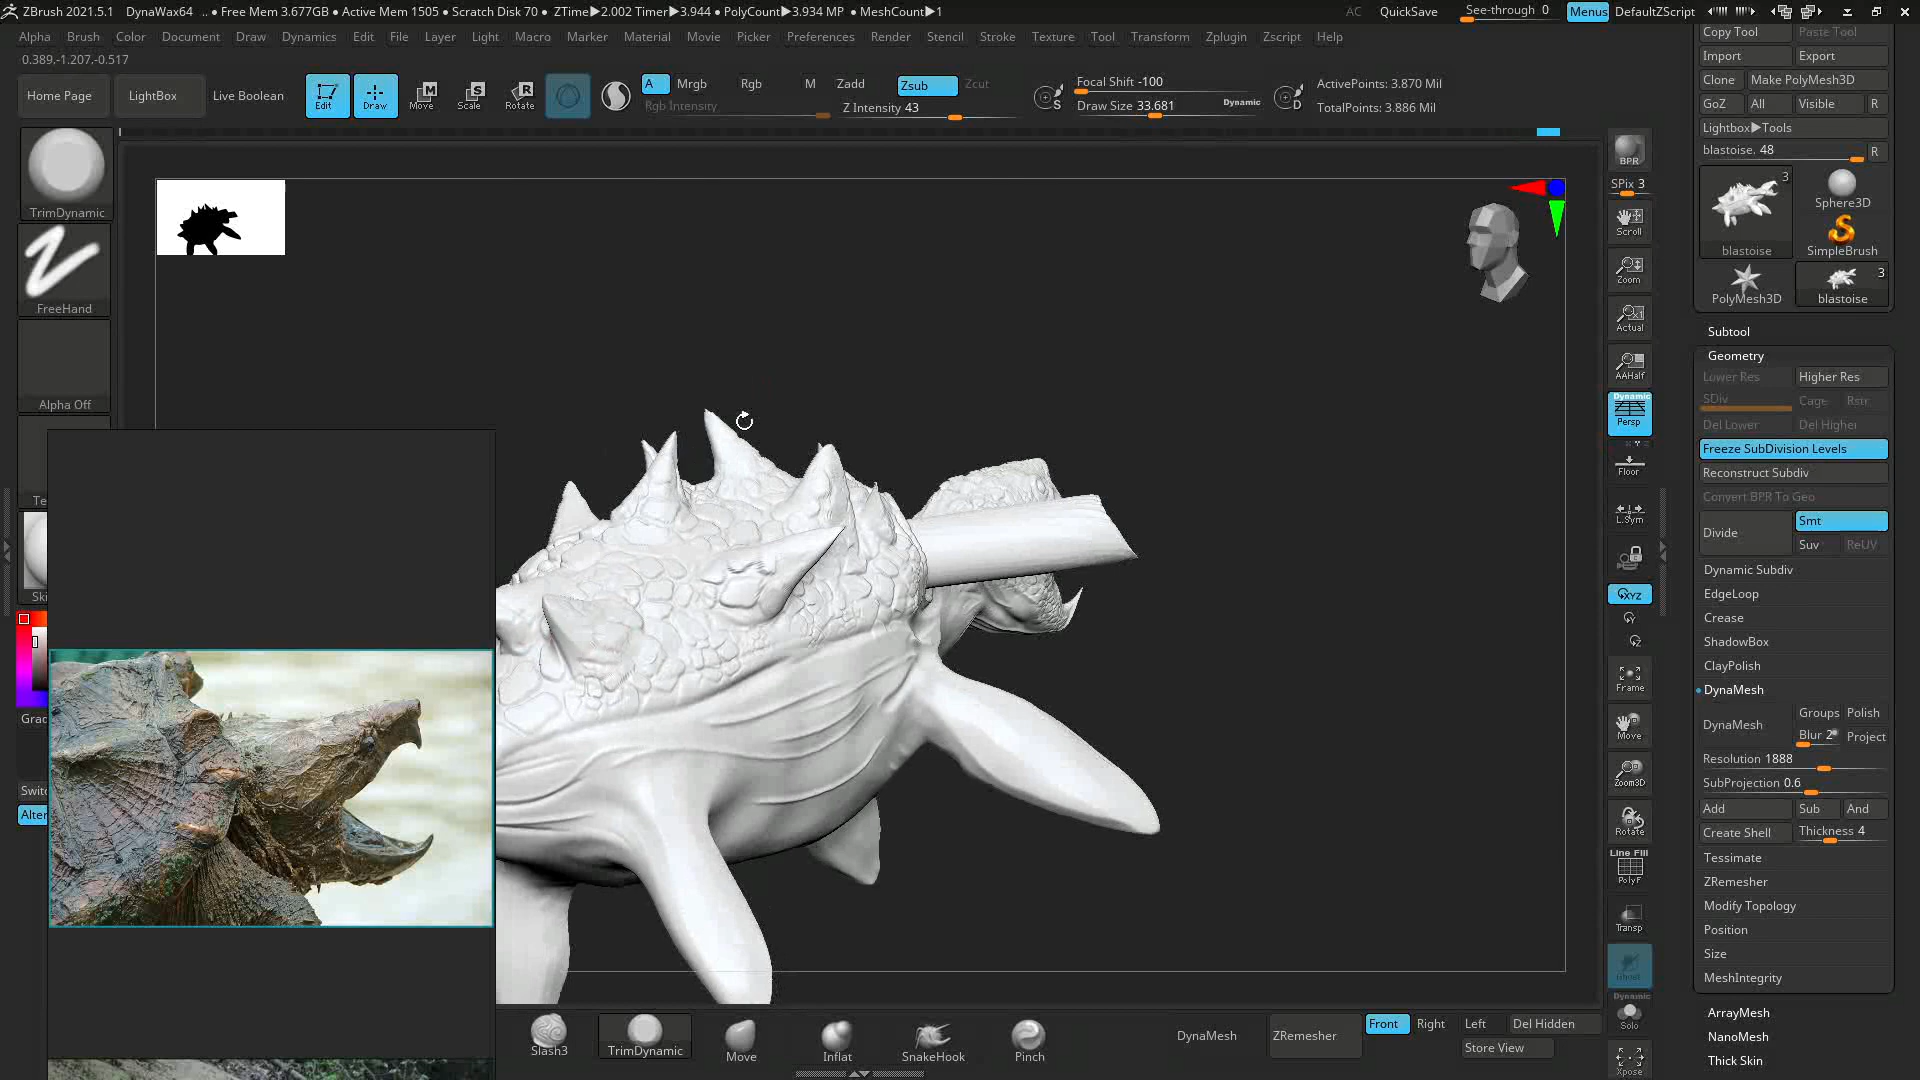 ZBrush 2021.5.1 DynaWax64 .. • Free Mem 3.677GB • Active Mem 1505 • Scratch Disk 70 • ZTime▶2.002 Timer▶3.944 • PolyCount▶3.934 MP • MeshCount▶1 AC QuickSave See-through 0 Menus DefaultZScript
Alpha Brush Color Document Draw Dynamics Edit File Layer Light Macro Marker Material Movie Picker Preferences Render Stencil Stroke Texture Tool Transform Zplugin Zscript Help
0.389,-1.207,-0.517
Home Page LightBox Live Boolean Edit Draw Move Scale Rotate
A Mrgb Rgb M Zadd Zsub Zcut
Rgb Intensity Z Intensity 43
S Focal Shift -100
Draw Size 33.681 Dynamic D
ActivePoints: 3.870 Mil
TotalPoints: 3.886 Mil
TrimDynamic
FreeHand
Alpha Off
Te
Ski
Grad
Switc
Alter
BPR
SPix 3
Scroll
Zoom
Actual
AAHalf
Dynamic
Persp
Floor
L.Sym
XYZ
Y
Z
Frame
Move
Zoom3D
Rotate
Line Fill
PolyF
Transp
Ghost
Dynamic
Solo
Xpose
Copy Tool Paste Tool
Import Export
Clone Make PolyMesh3D
GoZ All Visible R
Lightbox▶Tools
blastoise. 48 R
3
blastoise
Sphere3D
SimpleBrush
PolyMesh3D
3
blastoise
Subtool
Geometry
Lower Res Higher Res
SDiv Cage Rstr
Del Lower Del Higher
Freeze SubDivision Levels
Reconstruct Subdiv
Convert BPR To Geo
Divide Smt
Suv ReUV
Dynamic Subdiv
EdgeLoop
Crease
ShadowBox
ClayPolish
DynaMesh
DynaMesh Groups Polish
Blur 2 Project
Resolution 1888
SubProjection 0.6
Add Sub And
Create Shell Thickness 4
Tessimate
ZRemesher
Modify Topology
Position
Size
MeshIntegrity
ArrayMesh
NanoMesh
Thick Skin
Slash3 TrimDynamic Move Inflat SnakeHook Pinch
DynaMesh ZRemesher Front Right Left Del Hidden
Store View